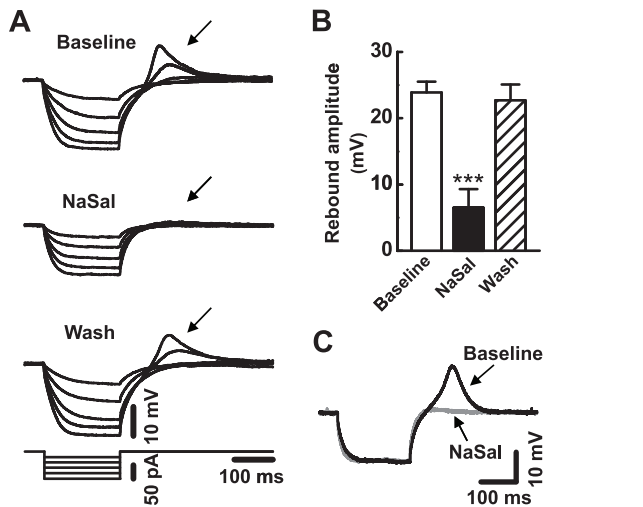 A
Baseline
NaSal
Wash
10 mV
50 pA
100 ms
B
Rebound amplitude
(mV)
30
20
10
0
***
Baseline
NaSal
Wash
C
Baseline
NaSal
10 mV
100 ms